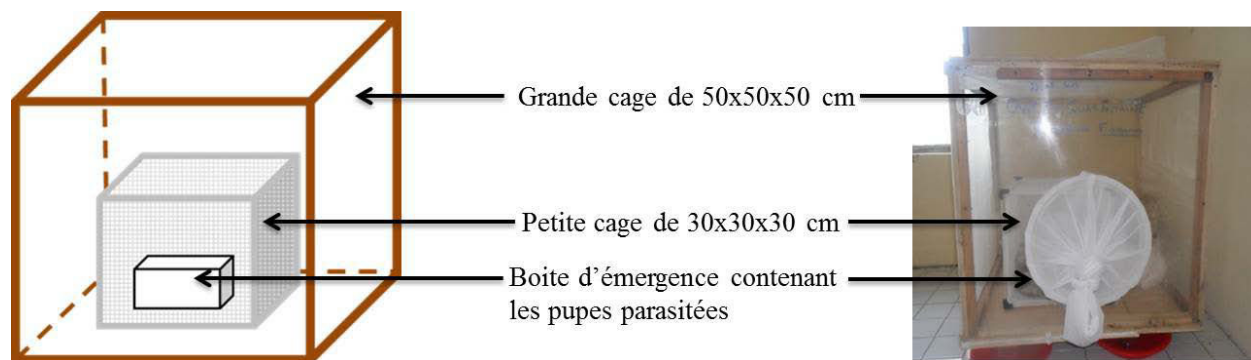 Grande cage de 50x50x50 cm
Petite cage de 30x30x30 cm
Boite d’émergence contenant
les pupes parasitées